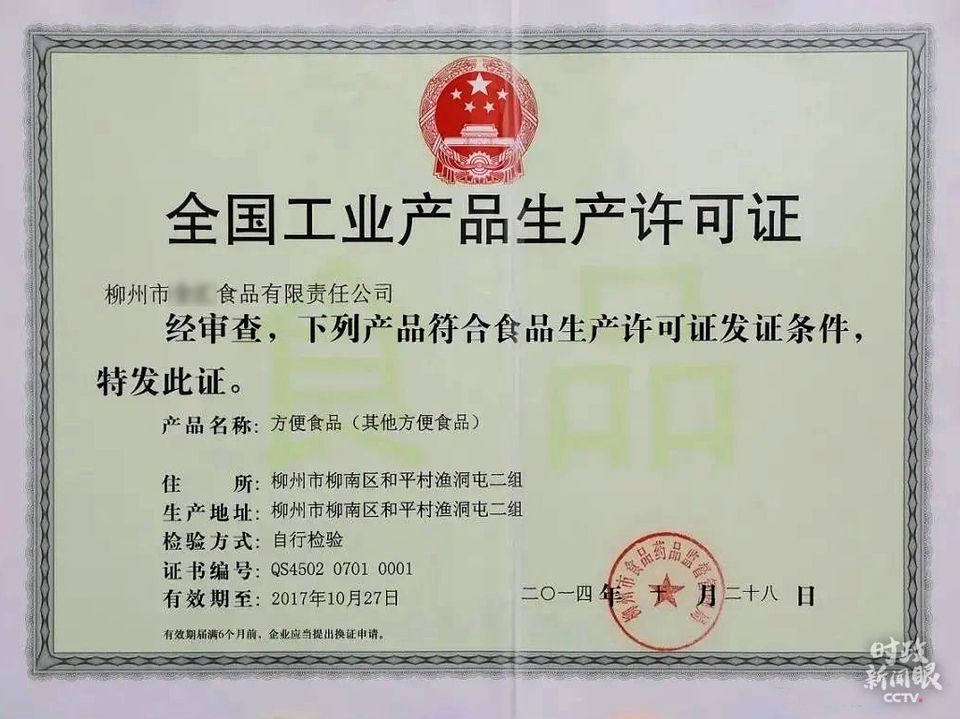 全国工业产品生产许可证
柳州市 食品有限责任公司
经审查，下列产品符合食品生产许可证发证条件，
特发此证。
食品
产品名称：方便食品（其他方便食品）
住 所：柳州市柳南区和平村渔洞屯二组
生产地址：柳州市柳南区和平村渔洞屯二组
检验方式：自行检验
证书编号：QS4502 0701 0001
有效期至：2017年10月27日
柳州市食品药品监督管理局
二〇一四 年 十 月 二十八 日
有效期届满6个月前，企业应当提出换证申请。
时政
新闻眼
CCTV.